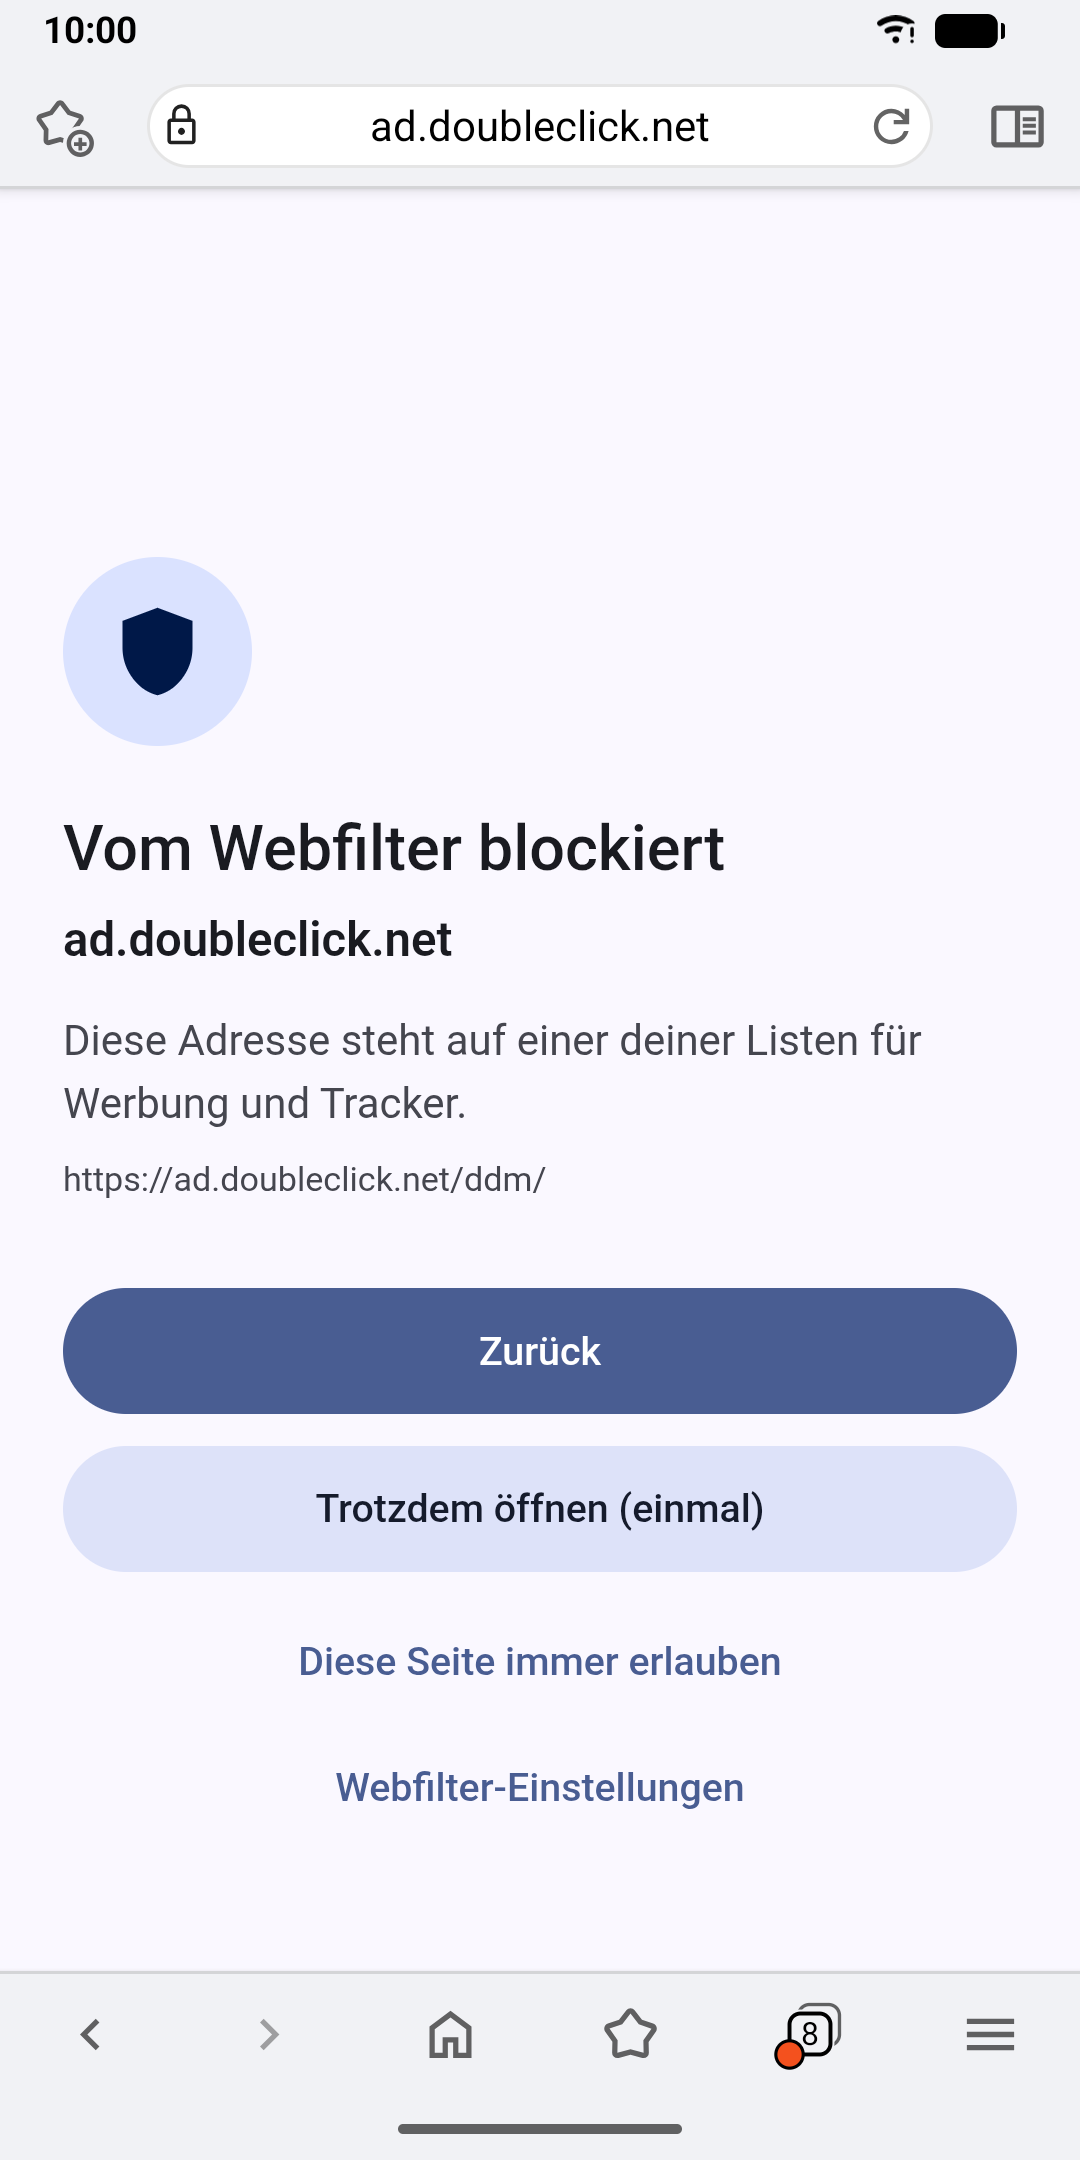 10:00
ad.doubleclick.net
Vom Webfilter blockiert
ad.doubleclick.net
Diese Adresse steht auf einer deiner Listen für
Werbung und Tracker.
https://ad.doubleclick.net/ddm/
Zurück
Trotzdem öffnen (einmal)
Diese Seite immer erlauben
Webfilter-Einstellungen
8